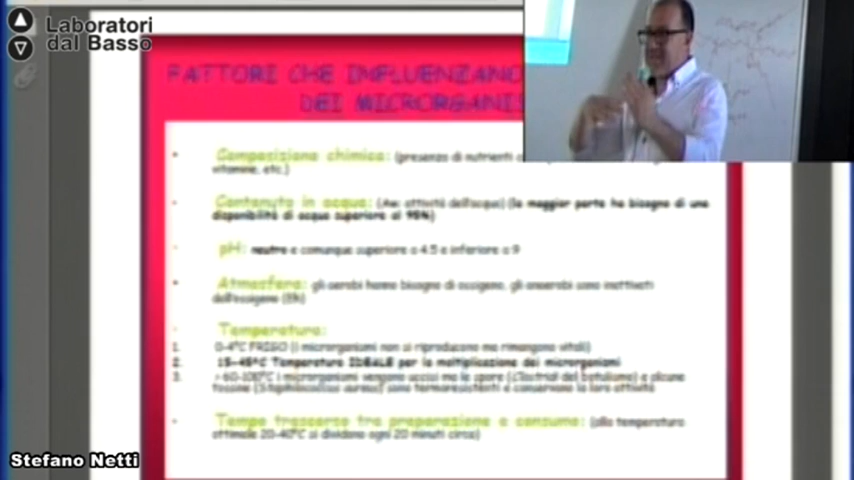 Laboratori
dal Basso
FATTORI CHE INFLUENZANO
DEI MICRORGANIS
Composizione chimica: (presenza di nutrienti
vitamine, etc.)
Contenuto in acqua: (Aw: attività dell'acqua) (la maggior parte ha bisogno di una
disponibilità di acqua superiore al 95%)
pH: neutro e comunque superiore a 4.5 e inferiore a 9
Atmosfera: gli aerobi hanno bisogno di ossigeno, gli anaerobi sono inattivati
dall'ossigeno (Eh)
Temperatura:
1. 0-4°C FRIGO (i microrganismi non si riproducono ma rimangono vitali)
2. 15-45°C Temperatura IDEALE per la moltiplicazione dei microrganismi
3. > 60-100°C i microrganismi vengono uccisi ma le spore (Clostridi del botulismo) e alcune
tossine (Staphilococcus aureus) sono termoresistenti e conservano la loro attività
Tempo trascorso tra preparazione e consumo: (alla temperatura
ottimale 20-40°C si dividono ogni 20 minuti circa)
Stefano Netti